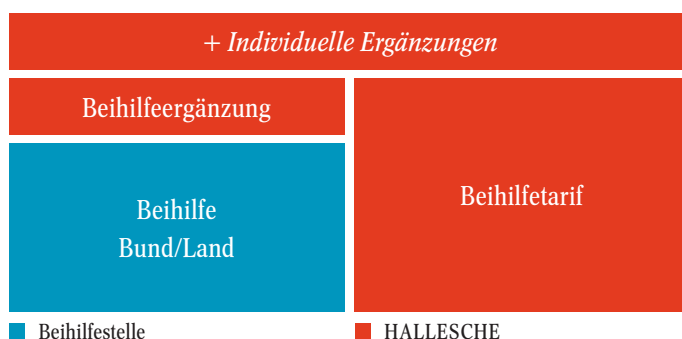 + Individuelle Ergänzungen
Beihilfeergänzung
Beihilfe
Bund/Land
Beihilfetarif
Beihilfestelle
HALLESCHE